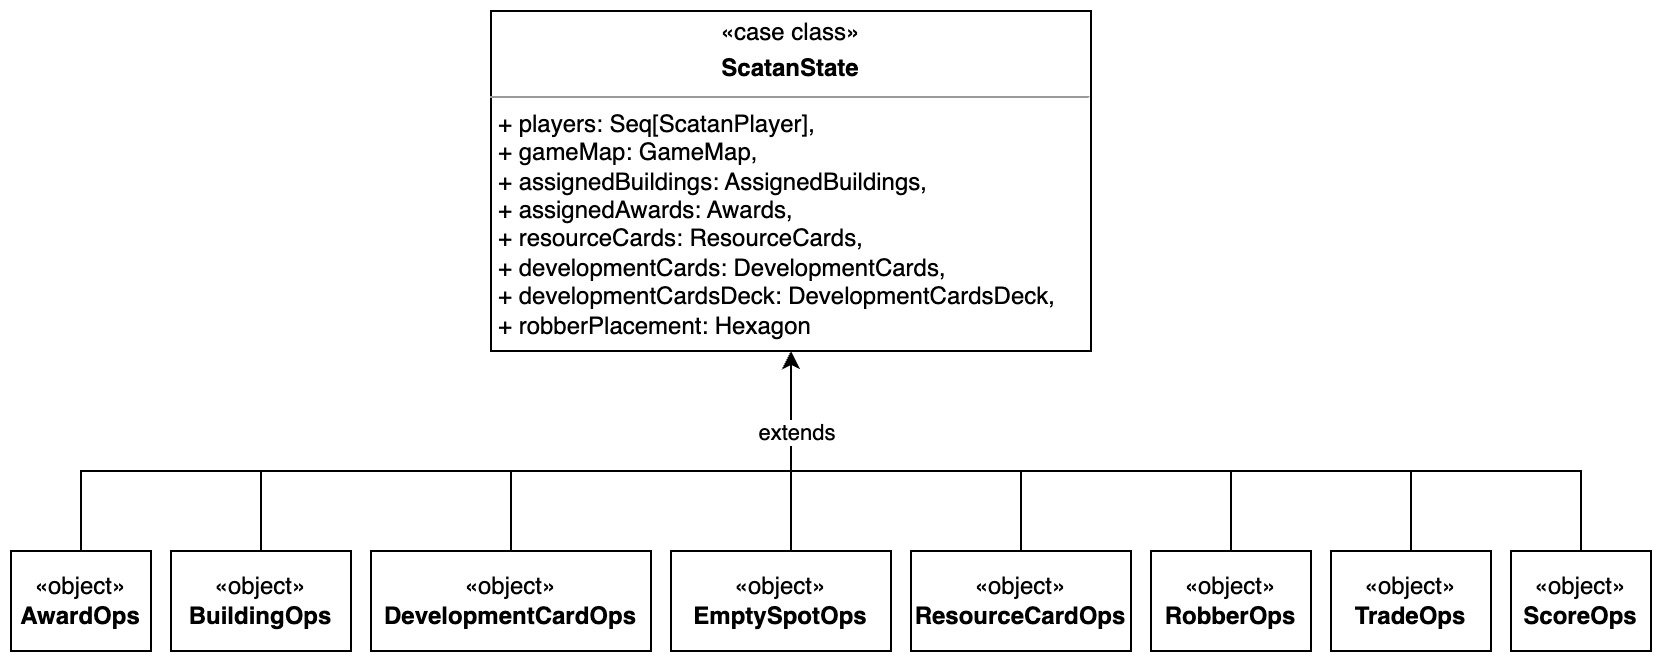 «case class»
ScatanState
+ players: Seq[ScatanPlayer],
+ gameMap: GameMap,
+ assignedBuildings: AssignedBuildings,
+ assignedAwards: Awards,
+ resourceCards: ResourceCards,
+ developmentCards: DevelopmentCards,
+ developmentCardsDeck: DevelopmentCardsDeck,
+ robberPlacement: Hexagon
extends
«object»
AwardOps
«object»
BuildingOps
«object»
DevelopmentCardOps
«object»
EmptySpotOps
«object»
ResourceCardOps
«object»
RobberOps
«object»
TradeOps
«object»
ScoreOps